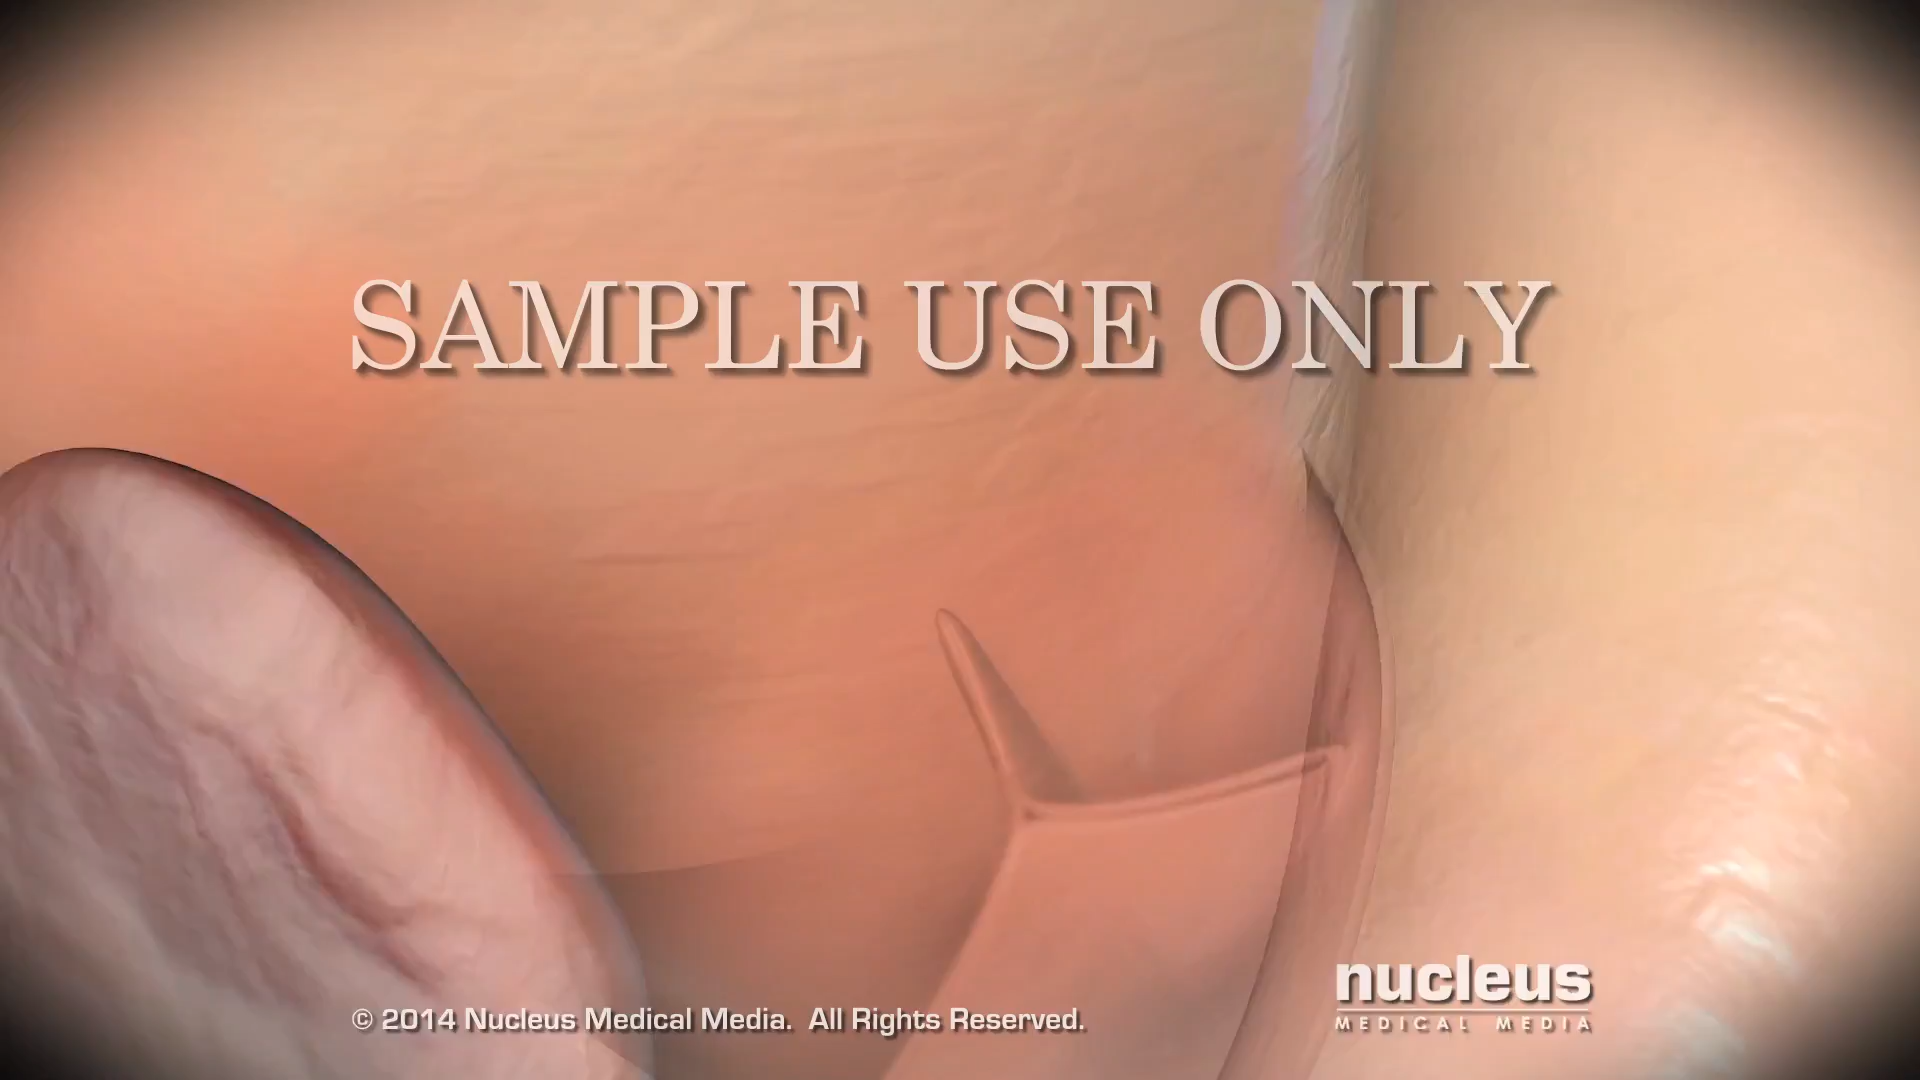 SAMPLE USE ONLY
© 2014 Nucleus Medical Media. All Rights Reserved.
nucleus
MEDICAL MEDIA